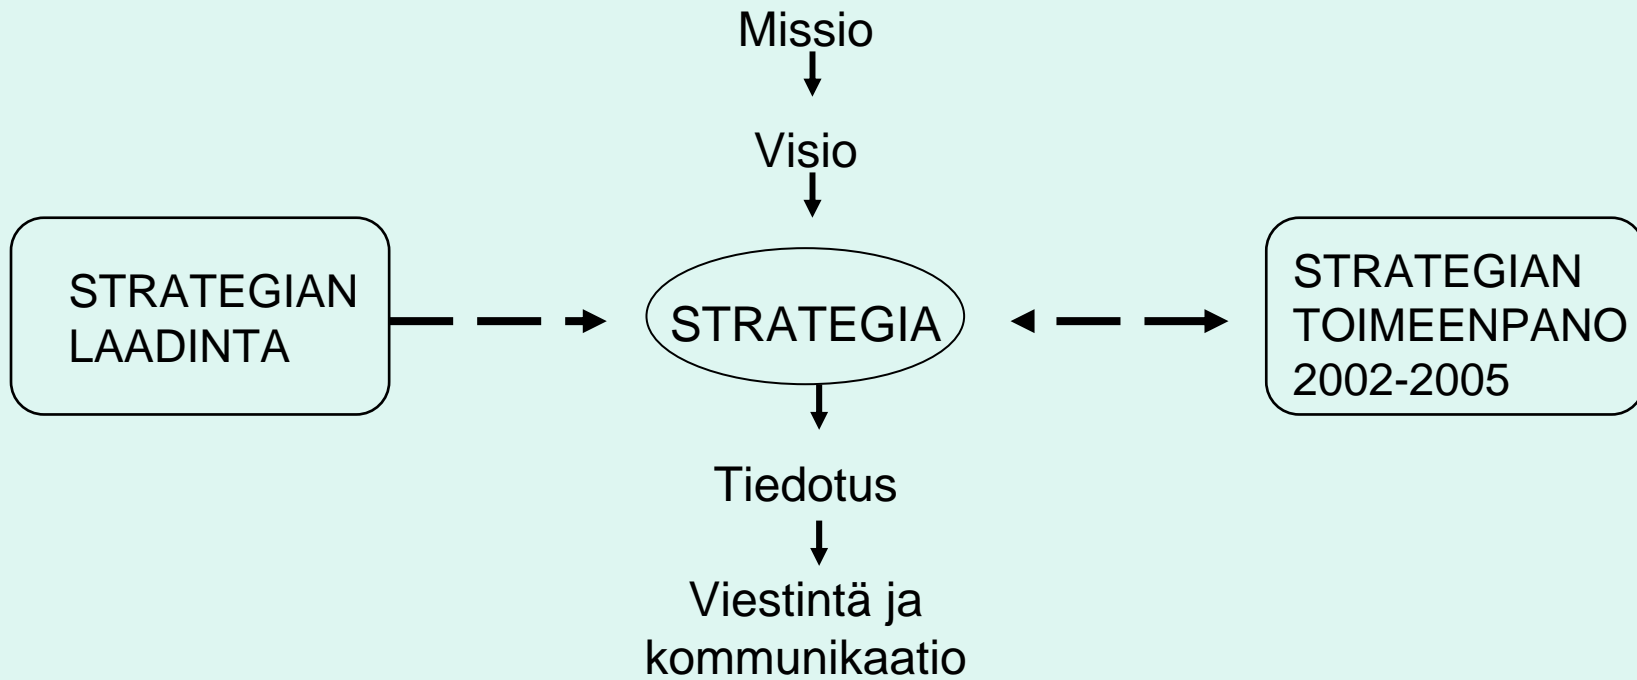 Missio
Visio
STRATEGIAN
LAADINTA
STRATEGIA
STRATEGIAN
TOIMEENPANO
2002-2005
Tiedotus
Viestintä ja
kommunikaatio